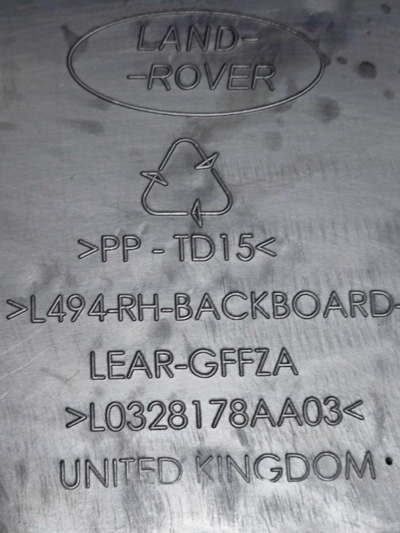 LAND-
-ROVER
>PP - TD15<
>L494-RH-BACKBOARD-
LEAR-GFFZA
>L0328178AA03<
UNITED KINGDOM